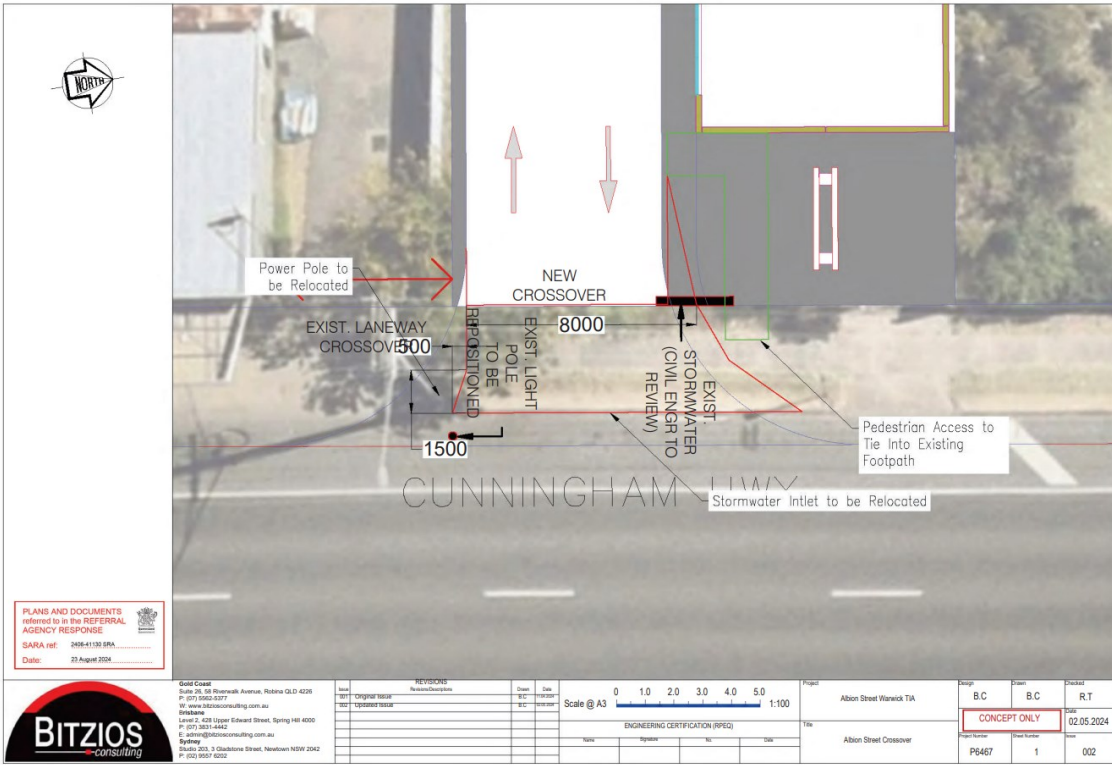 NORTH
Power Pole to
be Relocated
NEW
CROSSOVER
EXIST. LANEWAY
CROSSOVER
500
8000
1500
EXIST. LIGHT
POLE
TO BE
REPOSITIONED
EXIST.
STORMWATER
(CIVIL ENGR TO
REVIEW)
Pedestrian Access to
Tie Into Existing
Footpath
Stormwater Intlet to be Relocated
CUNNINGHAM HWY
PLANS AND DOCUMENTS
referred to in the REFERRAL
AGENCY RESPONSE
SARA ref: 2408-41130 SRA
Date: 23 August 2024
BITZIOS
consulting
Gold Coast
Suite 26, 58 Riverwalk Avenue, Robina QLD 4226
P: (07) 5562-5377
W: www.bitziosconsulting.com.au
Brisbane
Level 2, 428 Upper Edward Street, Spring Hill 4000
P: (07) 3831-4442
E: admin@bitziosconsulting.com.au
Sydney
Studio 203, 3 Gladstone Street, Newtown NSW 2042
P: (02) 9557 6202
REVISIONS
Issue Revisions/Descriptions Drawn Date
001 Original Issue B.C
002 Updated Issue B.C
Scale @ A3 0 1.0 2.0 3.0 4.0 5.0 1:100
ENGINEERING CERTIFICATION (RPEQ)
Name Signature No. Date
Project
Albion Street Warwick TIA
Title
Albion Street Crossover
Design Drawn Checked
B.C B.C R.T
CONCEPT ONLY
Date
02.05.2024
Project Number Sheet Number Issue
P6467 1 002